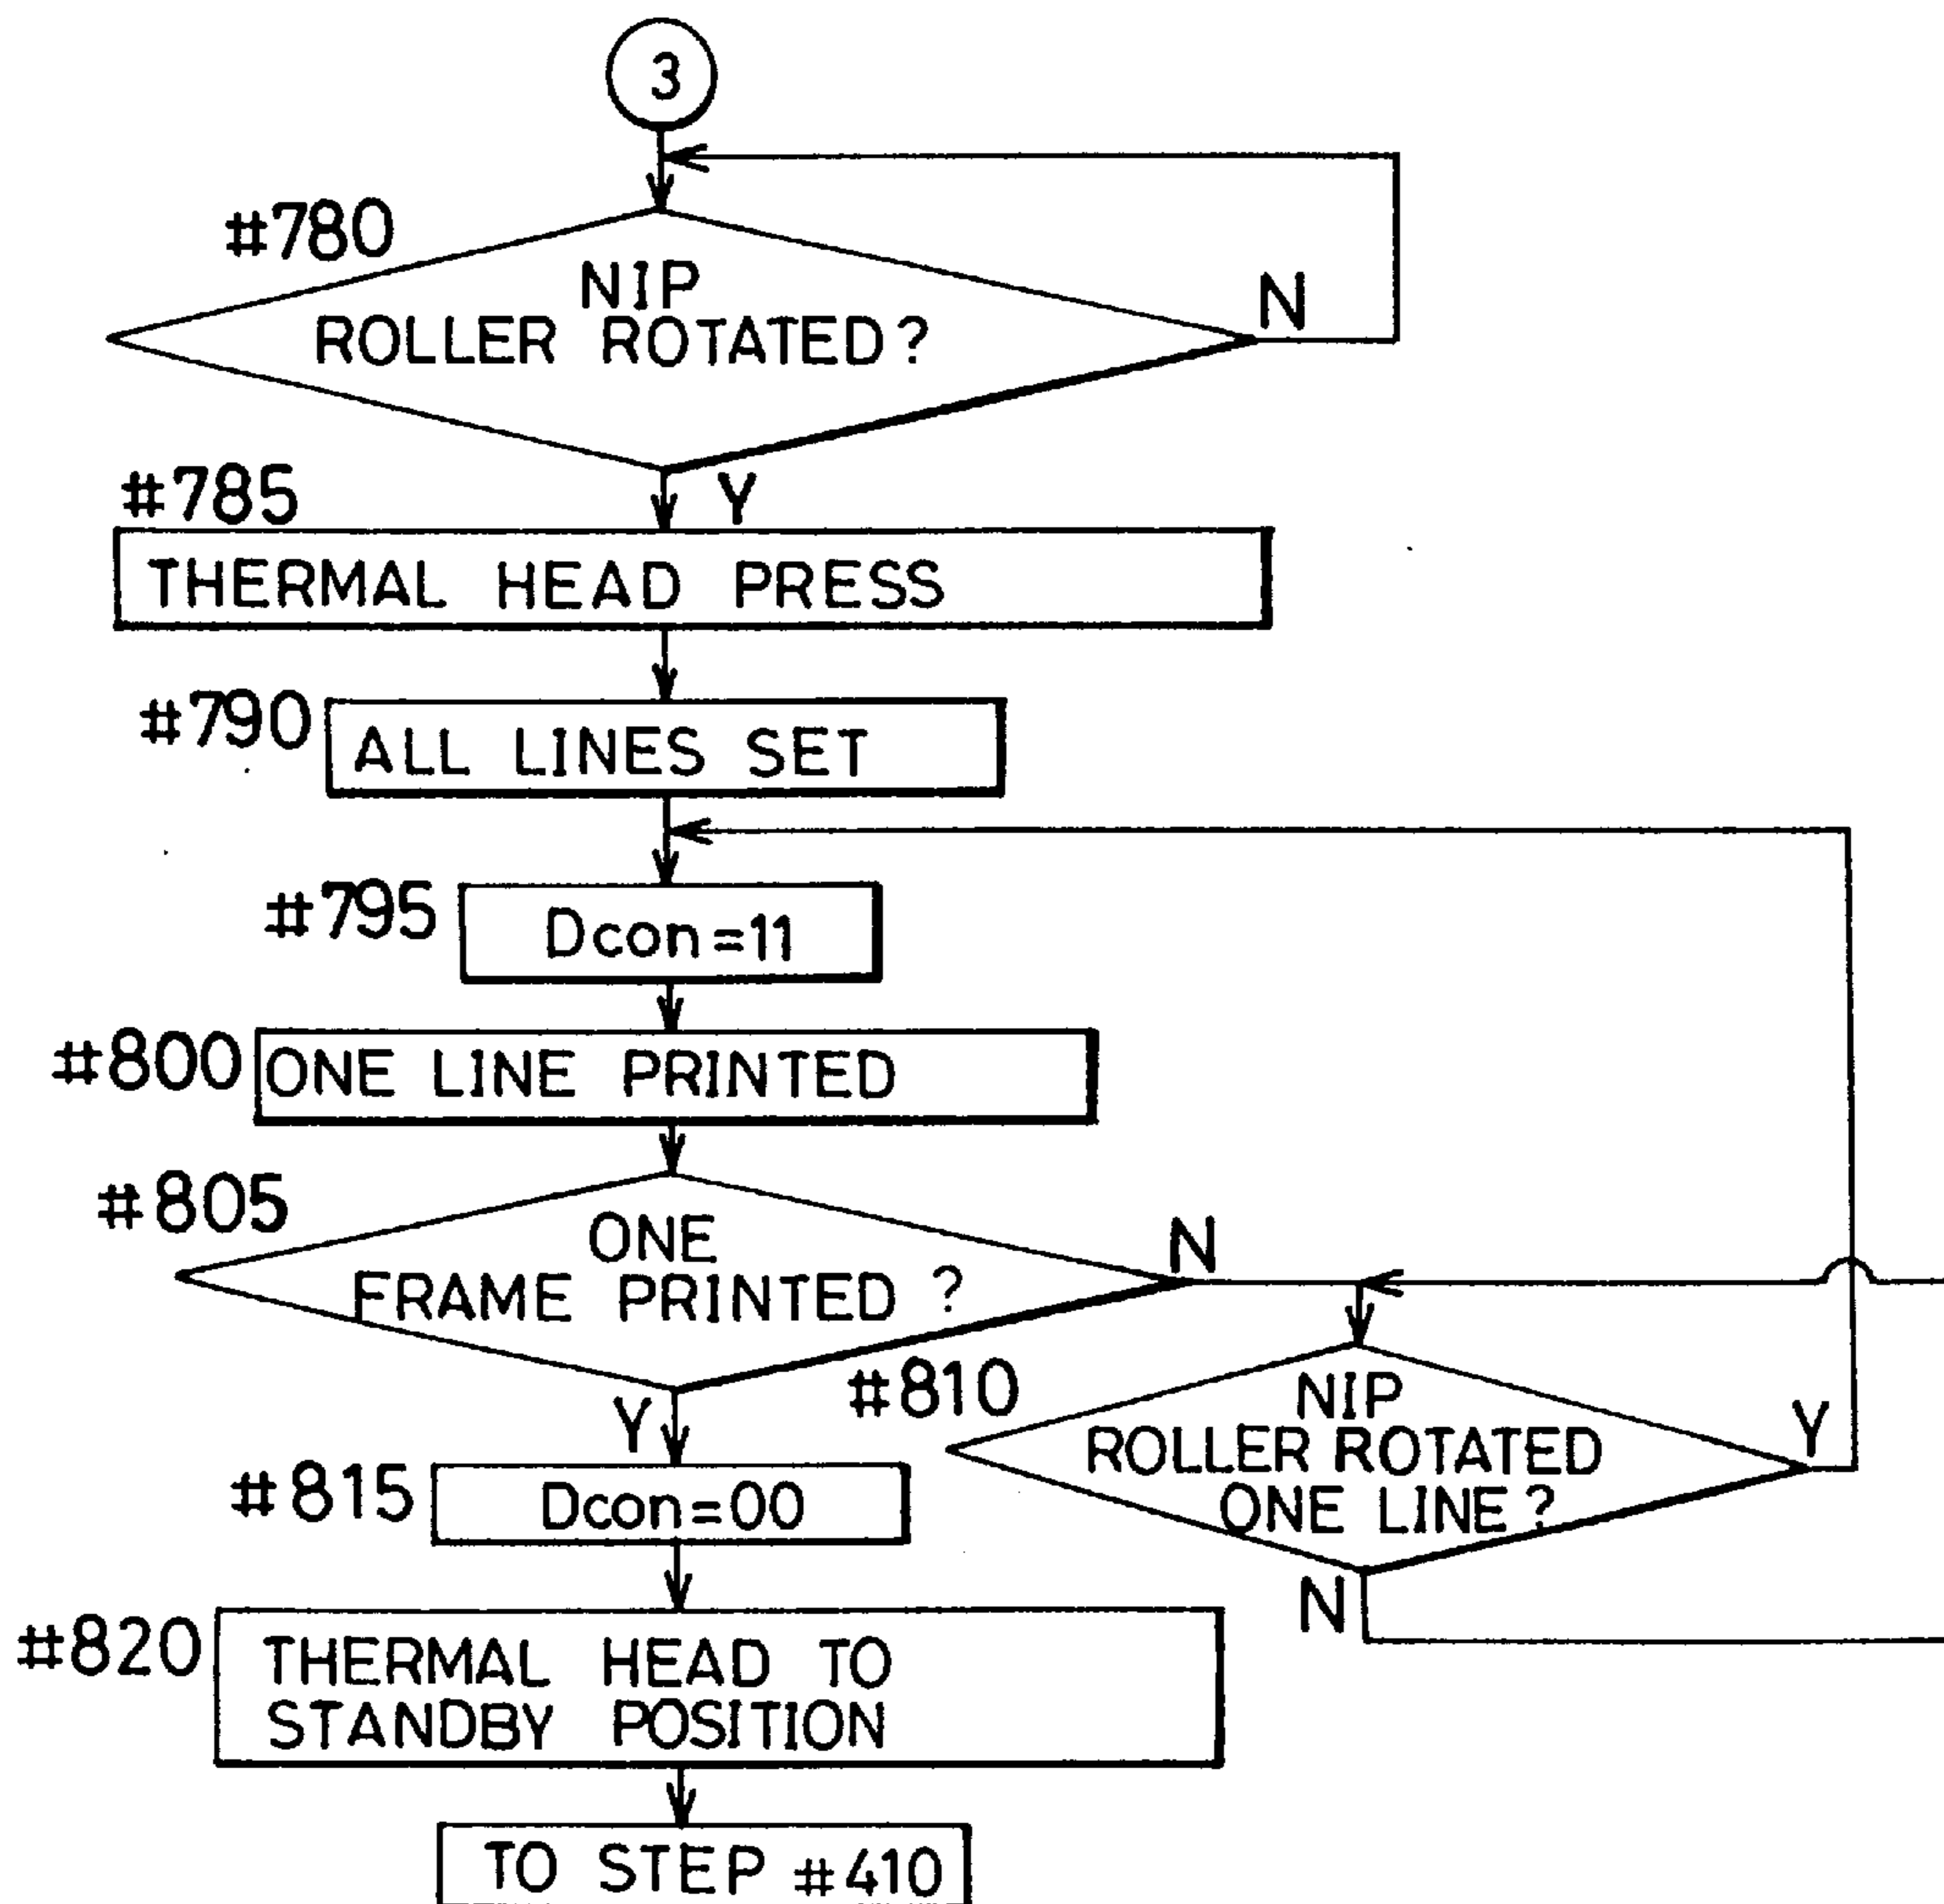 3
#780
NIP
ROLLER ROTATED?
N
Y
#785
THERMAL HEAD PRESS
#790
ALL LINES SET
#795
Dcon=11
#800
ONE LINE PRINTED
#805
ONE
FRAME PRINTED ?
N
Y
#810
NIP
ROLLER ROTATED
ONE LINE?
Y
N
#815
Dcon=00
#820
THERMAL HEAD TO
STANDBY POSITION
TO STEP #410